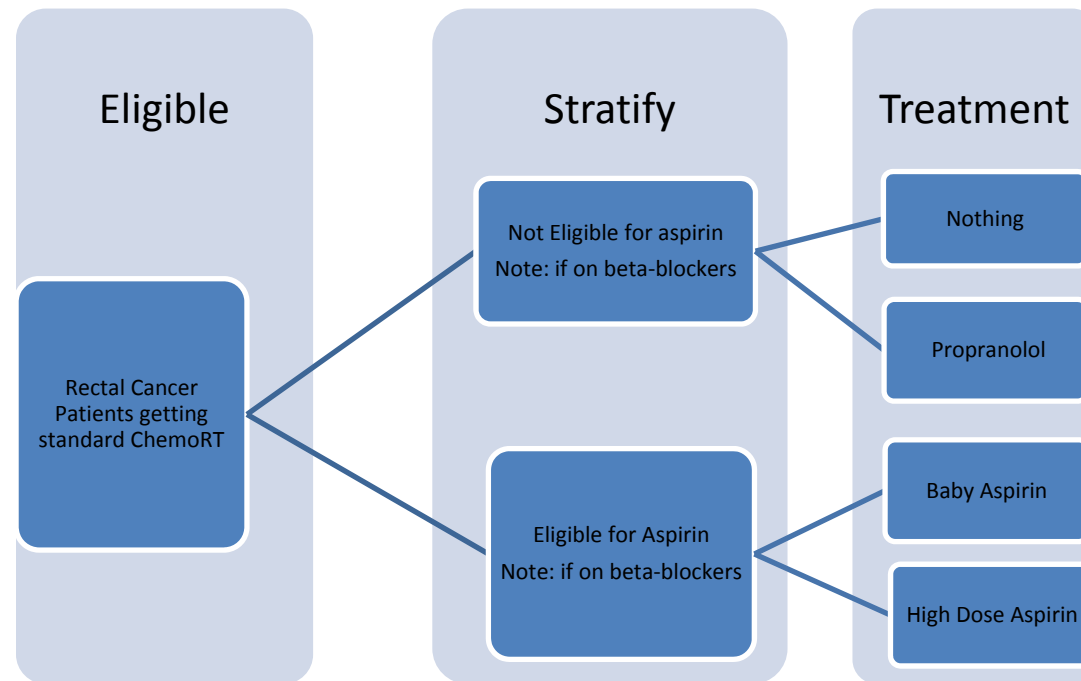 Eligible
Rectal Cancer
Patients getting
standard ChemoRT
Stratify
Not Eligible for aspirin
Note: if on beta-blockers
Eligible for Aspirin
Note: if on beta-blockers
Treatment
Nothing
Propranolol
Baby Aspirin
High Dose Aspirin